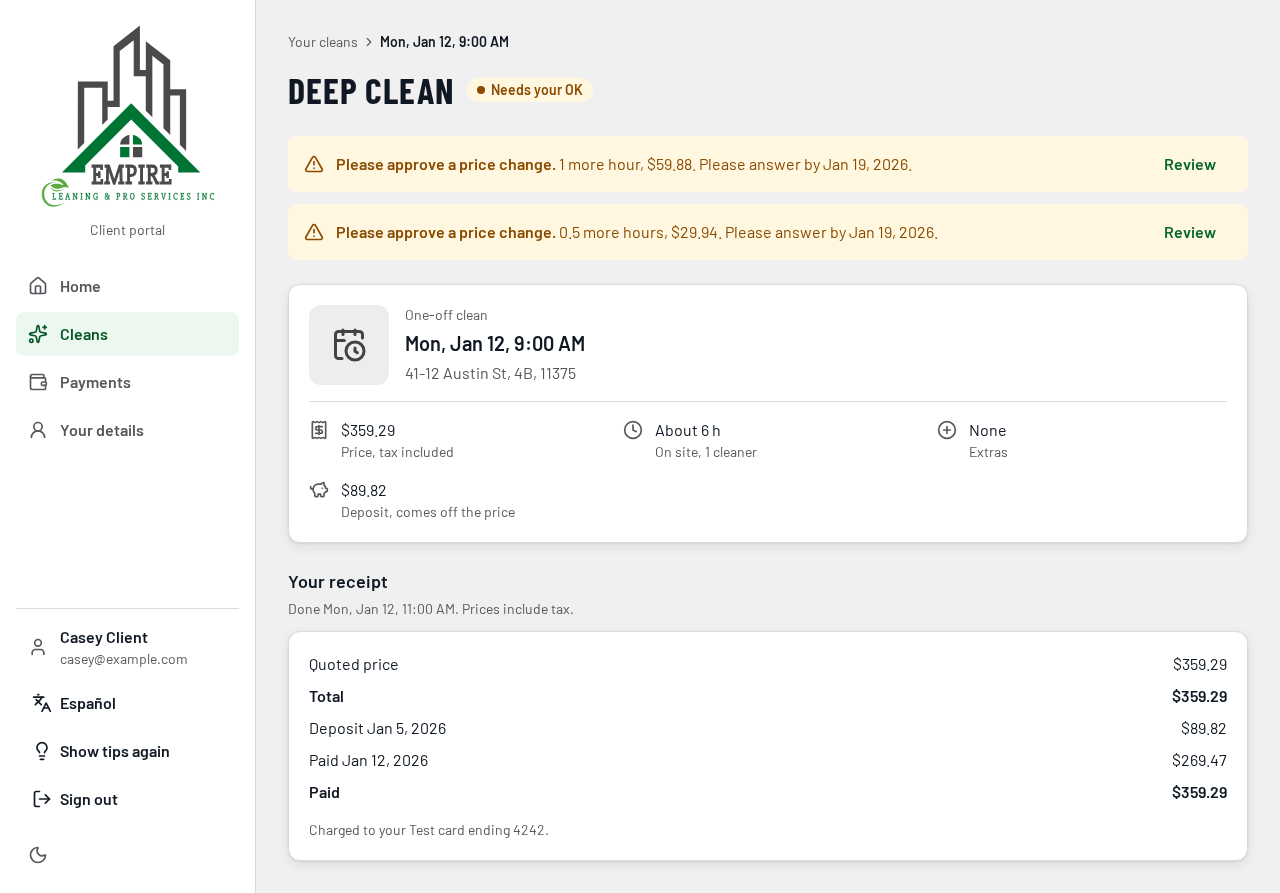 EMPIRE
LEANING & PRO SERVICES INC
Client portal
Home
Cleans
Payments
Your details
Casey Client
casey@example.com
Español
Show tips again
Sign out
Your cleans > Mon, Jan 12, 9:00 AM
DEEP CLEAN
Needs your OK
Please approve a price change. 1 more hour, $59.88. Please answer by Jan 19, 2026.
Review
Please approve a price change. 0.5 more hours, $29.94. Please answer by Jan 19, 2026.
Review
One-off clean
Mon, Jan 12, 9:00 AM
41-12 Austin St, 4B, 11375
$359.29
Price, tax included
About 6 h
On site, 1 cleaner
None
Extras
$89.82
Deposit, comes off the price
Your receipt
Done Mon, Jan 12, 11:00 AM. Prices include tax.
Quoted price $359.29
Total $359.29
Deposit Jan 5, 2026 $89.82
Paid Jan 12, 2026 $269.47
Paid $359.29
Charged to your Test card ending 4242.